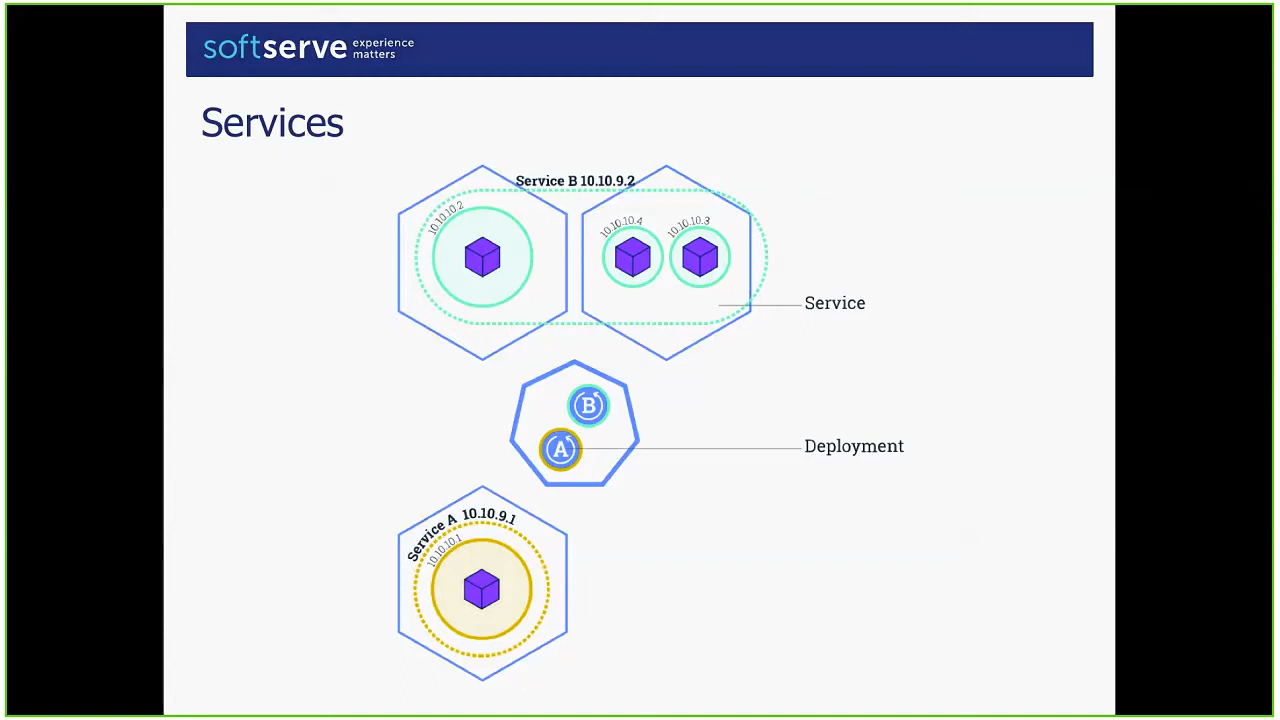 softserve experience
matters
Services
Service B 10.10.9.2
10.10.10.2
10.10.10.4
10.10.10.3
Service
B
A
Deployment
Service A 10.10.9.1
10.10.10.1